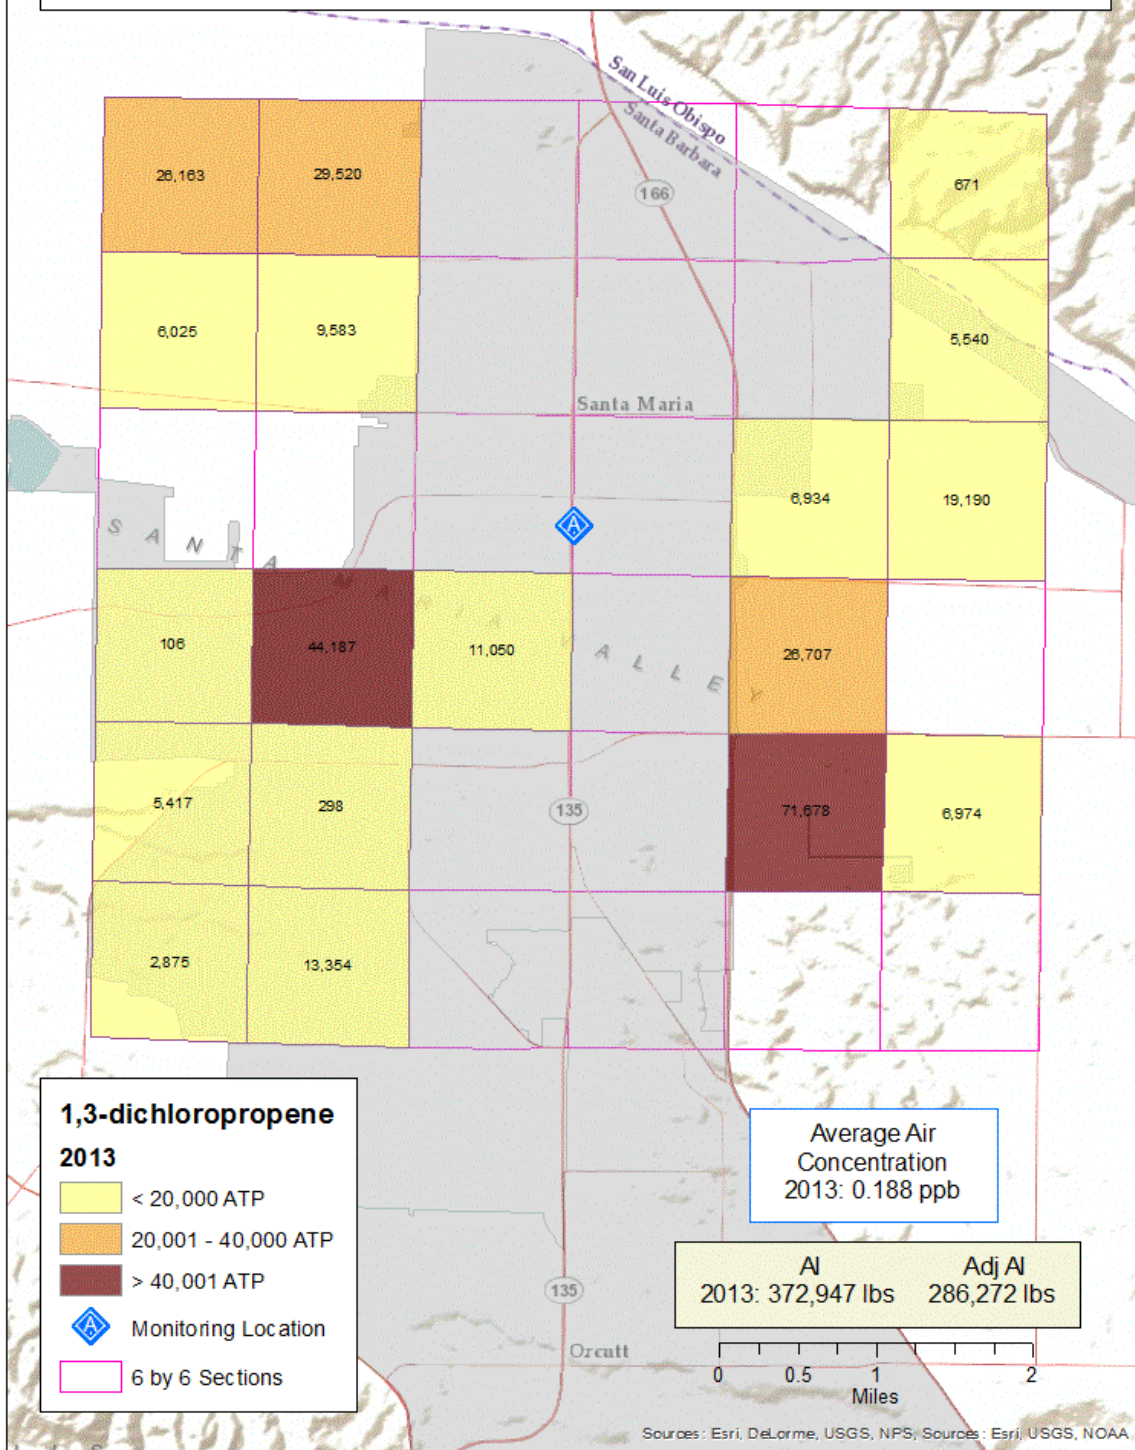 San Luis Obispo
Santa Barbara
26,163
29,520
671
166
6,025
9,583
5,540
Santa Maria
6,934
19,190
A
SANTA MARIA VALLEY
106
44,187
11,050
26,707
5,417
298
135
71,678
6,974
2,875
13,354
1,3-dichloropropene
2013
< 20,000 ATP
20,001 - 40,000 ATP
> 40,001 ATP
A
Monitoring Location
6 by 6 Sections
Average Air
Concentration
2013: 0.188 ppb
AI Adj AI
2013: 372,947 lbs 286,272 lbs
135
Orcutt
0 0.5 1 2
Miles
Sources: Esri, DeLorme, USGS, NPS, Sources: Esri, USGS, NOAA